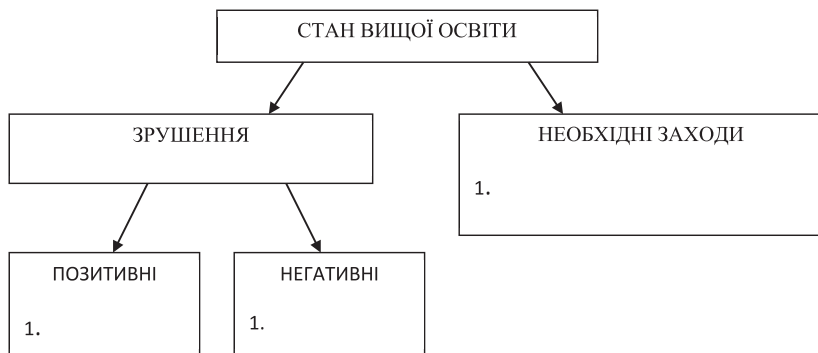 СТАН ВИЩОЇ ОСВІТИ
ЗРУШЕННЯ
НЕОБХІДНІ ЗАХОДИ
1.
ПОЗИТИВНІ
1.
НЕГАТИВНІ
1.